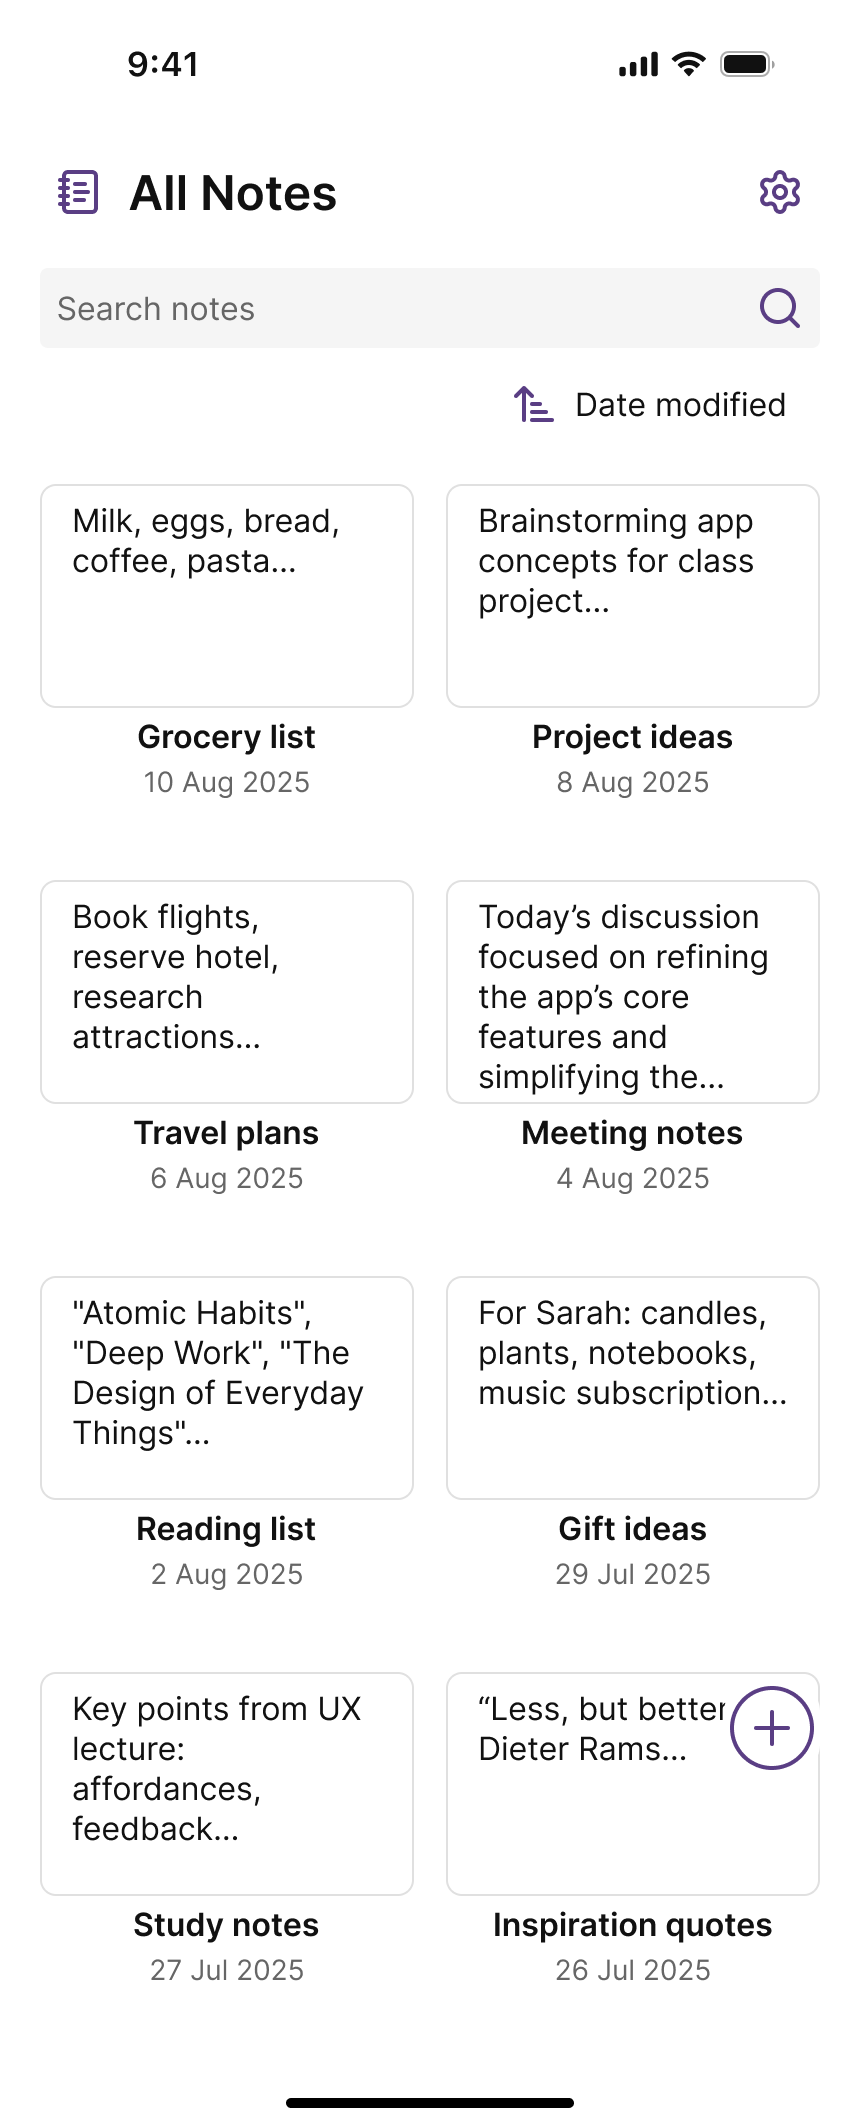 9:41
All Notes
Search notes
Date modified
Milk, eggs, bread,
coffee, pasta...
Grocery list
10 Aug 2025
Brainstorming app
concepts for class
project...
Project ideas
8 Aug 2025
Book flights,
reserve hotel,
research
attractions...
Travel plans
6 Aug 2025
Today’s discussion
focused on refining
the app’s core
features and
simplifying the...
Meeting notes
4 Aug 2025
"Atomic Habits",
"Deep Work", "The
Design of Everyday
Things"...
Reading list
2 Aug 2025
For Sarah: candles,
plants, notebooks,
music subscription...
Gift ideas
29 Jul 2025
Key points from UX
lecture:
affordances,
feedback...
Study notes
27 Jul 2025
“Less, but better
Dieter Rams...
Inspiration quotes
26 Jul 2025